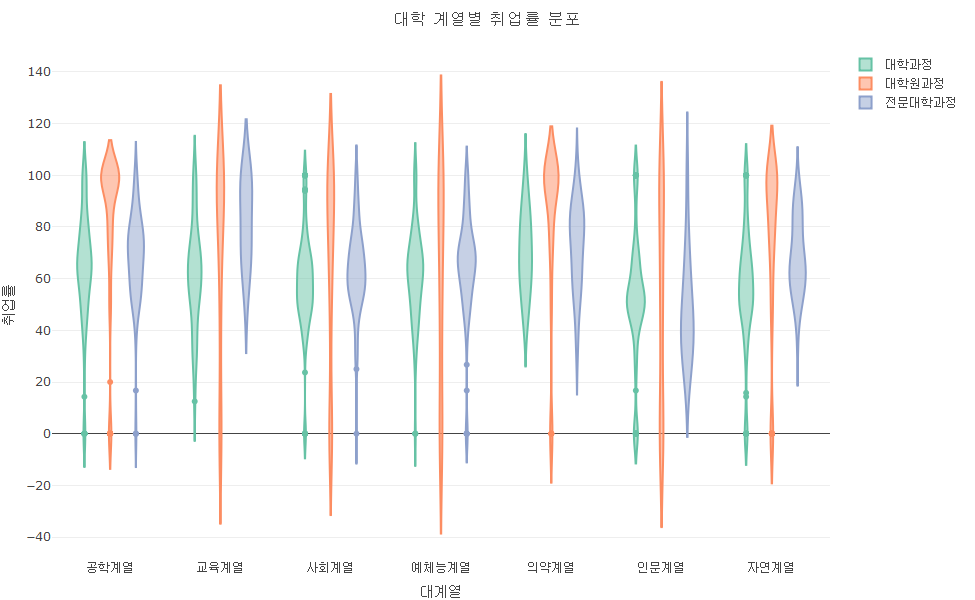 대학 계열별 취업률 분포
대학과정
대학원과정
전문대학과정
140
120
100
80
60
40
20
0
−20
−40
취업률
공학계열 교육계열 사회계열 예체능계열 의약계열 인문계열 자연계열
대계열